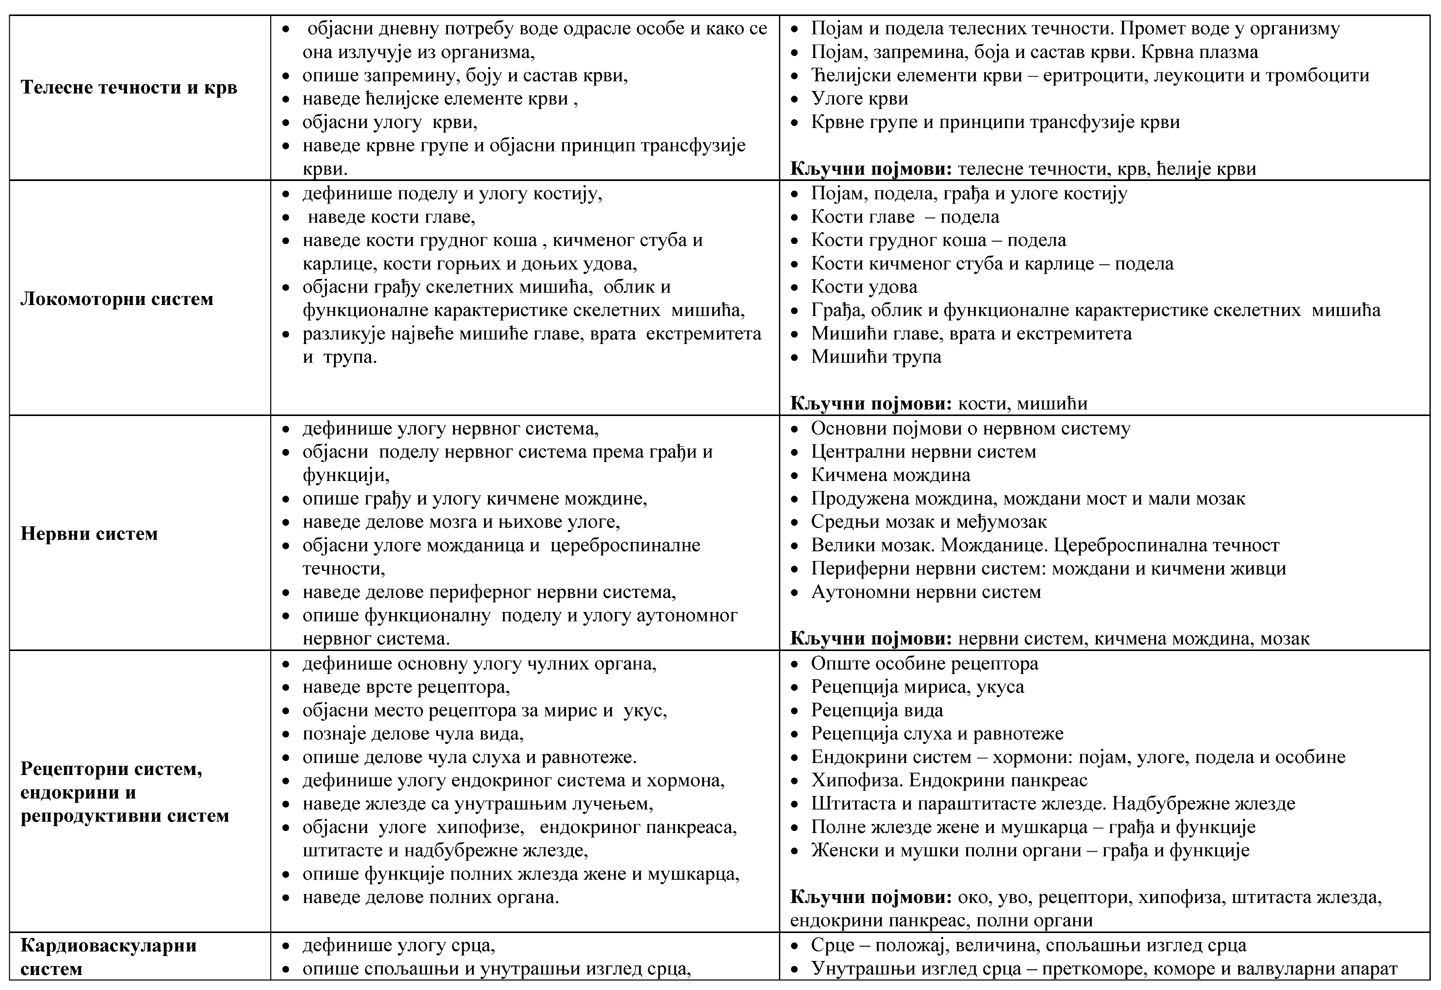 Телесне течности и крв
• објасни дневну потребу воде одрасле особе и како се
она излучује из организма,
• опише запремину, боју и састав крви,
• наведе ћелијске елементе крви ,
• објасни улогу крви,
• наведе крвне групе и објасни принцип трансфузије
крви.
• Појам и подела телесних течности. Промет воде у организму
• Појам, запремина, боја и састав крви. Крвна плазма
• Ћелијски елементи крви – еритроцити, леукоцити и тромбоцити
• Улоге крви
• Крвне групе и принципи трансфузије крви
Кључни појмови: телесне течности, крв, ћелије крви
Локомоторни систем
• дефинише поделу и улогу костију,
• наведе кости главе,
• наведе кости грудног коша , кичменог стуба и
карлице, кости горњих и доњих удова,
• објасни грађу скелетних мишића, облик и
функционалне карактеристике скелетних мишића,
• разликује највеће мишиће главе, врата екстремитета
и трупа.
• Појам, подела, грађа и улоге костију
• Кости главе – подела
• Кости грудног коша – подела
• Кости кичменог стуба и карлице – подела
• Кости удова
• Грађа, облик и функционалне карактеристике скелетних мишића
• Мишићи главе, врата и екстремитета
• Мишићи трупа
Кључни појмови: кости, мишићи
Нервни систем
• дефинише улогу нервног система,
• објасни поделу нервног система према грађи и
функцији,
• опише грађу и улогу кичмене мождине,
• наведе делове мозга и њихове улоге,
• објасни улоге можданица и цереброспиналне
течности,
• наведе делове периферног нервни система,
• опише функционалну поделу и улогу аутономног
нервног система.
• Основни појмови о нервном систему
• Централни нервни систем
• Кичмена мождина
• Продужена мождина, мождани мост и мали мозак
• Средњи мозак и међумозак
• Велики мозак. Можданице. Цереброспинална течност
• Периферни нервни систем: мождани и кичмени живци
• Аутономни нервни систем
Кључни појмови: нервни систем, кичмена мождина, мозак
Рецепторни систем,
ендокрини и
репродуктивни систем
• дефинише основну улогу чулних органа,
• наведе врсте рецептора,
• објасни место рецептора за мирис и укус,
• познаје делове чула вида,
• опише делове чула слуха и равнотеже.
• дефинише улогу ендокриног система и хормона,
• наведе жлезде са унутрашњим лучењем,
• објасни улоге хипофизе, ендокриног панкреаса,
штитасте и надбубрежне жлезде,
• опише функције полних жлезда жене и мушкарца,
• наведе делове полних органа.
• Опште особине рецептора
• Рецепција мириса, укуса
• Рецепција вида
• Рецепција слуха и равнотеже
• Ендокрини систем – хормони: појам, улоге, подела и особине
• Хипофиза. Ендокрини панкреас
• Штитаста и параштитасте жлезде. Надбубрежне жлезде
• Полне жлезде жене и мушкарца – грађа и функције
• Женски и мушки полни органи – грађа и функције
Кључни појмови: око, уво, рецептори, хипофиза, штитаста жлезда,
ендокрини панкреас, полни органи
Кардиоваскуларни
систем
• дефинише улогу срца,
• опише спољашњи и унутрашњи изглед срца,
• Срце – положај, величина, спољашњи изглед срца
• Унутрашњи изглед срца – преткоморе, коморе и валвуларни апарат